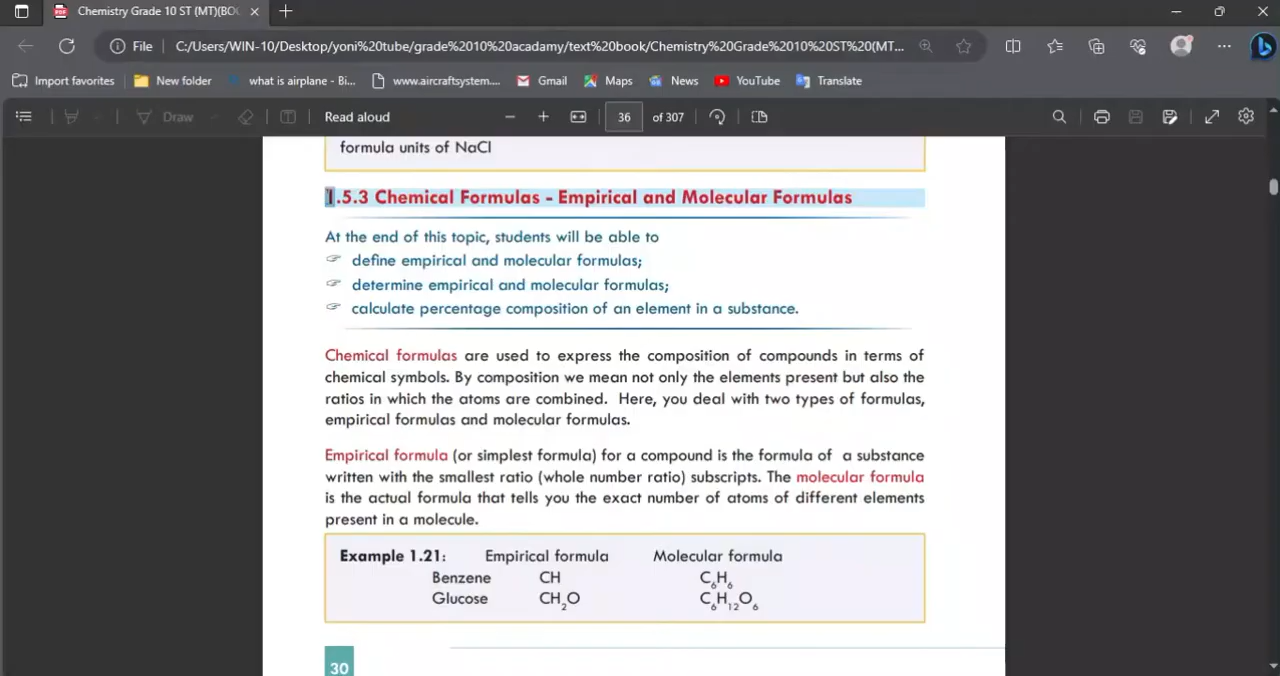 Chemistry Grade 10 ST (MT)(BO
File
C:/Users/WIN-10/Desktop/yoni%20tube/grade%2010%20acadamy/text%20book/Chemistry%20Grade%2010%20ST%20(MT...
Import favorites
New folder
what is airplane - Bi...
www.aircraftsystem....
Gmail
Maps
News
YouTube
Translate
Draw
Read aloud
36
of 307
formula units of NaCl
1.5.3 Chemical Formulas - Empirical and Molecular Formulas
At the end of this topic, students will be able to
☞ define empirical and molecular formulas;
☞ determine empirical and molecular formulas;
☞ calculate percentage composition of an element in a substance.
Chemical formulas are used to express the composition of compounds in terms of
chemical symbols. By composition we mean not only the elements present but also the
ratios in which the atoms are combined. Here, you deal with two types of formulas,
empirical formulas and molecular formulas.
Empirical formula (or simplest formula) for a compound is the formula of a substance
written with the smallest ratio (whole number ratio) subscripts. The molecular formula
is the actual formula that tells you the exact number of atoms of different elements
present in a molecule.
Example 1.21: Empirical formula Molecular formula
Benzene CH C₆H₆
Glucose CH₂O C₆H₁₂O₆
30